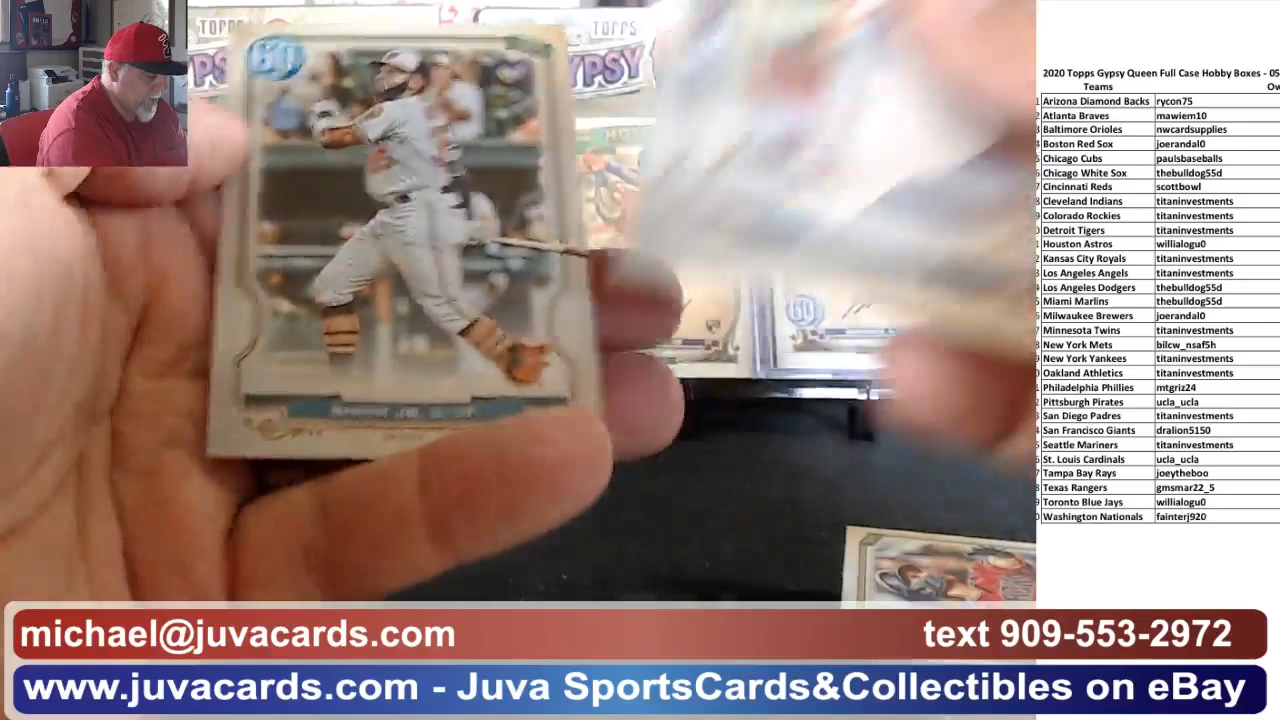 TOPPS
TOPPS
GYPSY
GQ
GQ
2020 Topps Gypsy Queen Full Case Hobby Boxes - 05
Teams Ow
Arizona Diamond Backs rycon75
Atlanta Braves mawiem10
Baltimore Orioles nwcardsupplies
Boston Red Sox joerandal0
Chicago Cubs paulsbaseballs
Chicago White Sox thebulldog55d
Cincinnati Reds scottbowl
Cleveland Indians titaninvestments
Colorado Rockies titaninvestments
Detroit Tigers titaninvestments
Houston Astros willialogu0
Kansas City Royals titaninvestments
Los Angeles Angels titaninvestments
Los Angeles Dodgers thebulldog55d
Miami Marlins thebulldog55d
Milwaukee Brewers joerandal0
Minnesota Twins titaninvestments
New York Mets bilcw_nsaf5h
New York Yankees titaninvestments
Oakland Athletics titaninvestments
Philadelphia Phillies mtgriz24
Pittsburgh Pirates ucla_ucla
San Diego Padres titaninvestments
San Francisco Giants dralion5150
Seattle Mariners titaninvestments
St. Louis Cardinals ucla_ucla
Tampa Bay Rays joeytheboo
Texas Rangers gmsmar22_5
Toronto Blue Jays willialogu0
Washington Nationals fainterj920
michael@juvacards.com text 909-553-2972
www.juvacards.com - Juva SportsCards&Collectibles on eBay